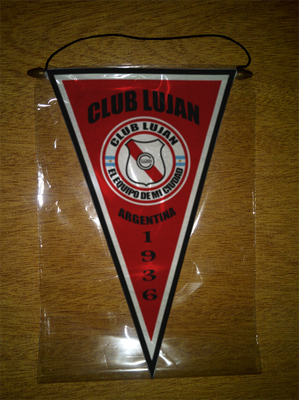 CLUB LUJAN
CLUB LUJAN
EL EQUIPO DE MI CIUDAD
ARGENTINA
1936